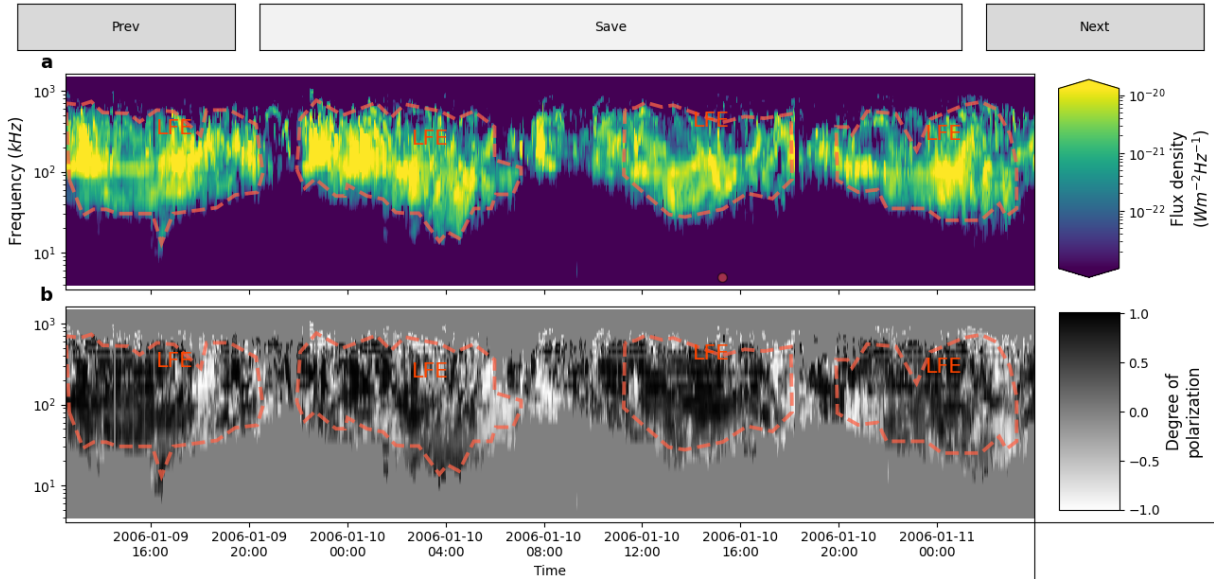 Prev
Save
Next
a
10³
10²
10¹
Frequency (kHz)
LFE
LFE
LFE
LFE
10⁻²⁰
10⁻²¹
10⁻²²
Flux density
(Wm⁻²Hz⁻¹)
b
10³
10²
10¹
LFE
LFE
LFE
LFE
1.0
0.5
0.0
−0.5
−1.0
Degree of
polarization
2006-01-09 2006-01-09 2006-01-10 2006-01-10 2006-01-10 2006-01-10 2006-01-10 2006-01-10 2006-01-11
16:00 20:00 00:00 04:00 08:00 12:00 16:00 20:00 00:00
Time